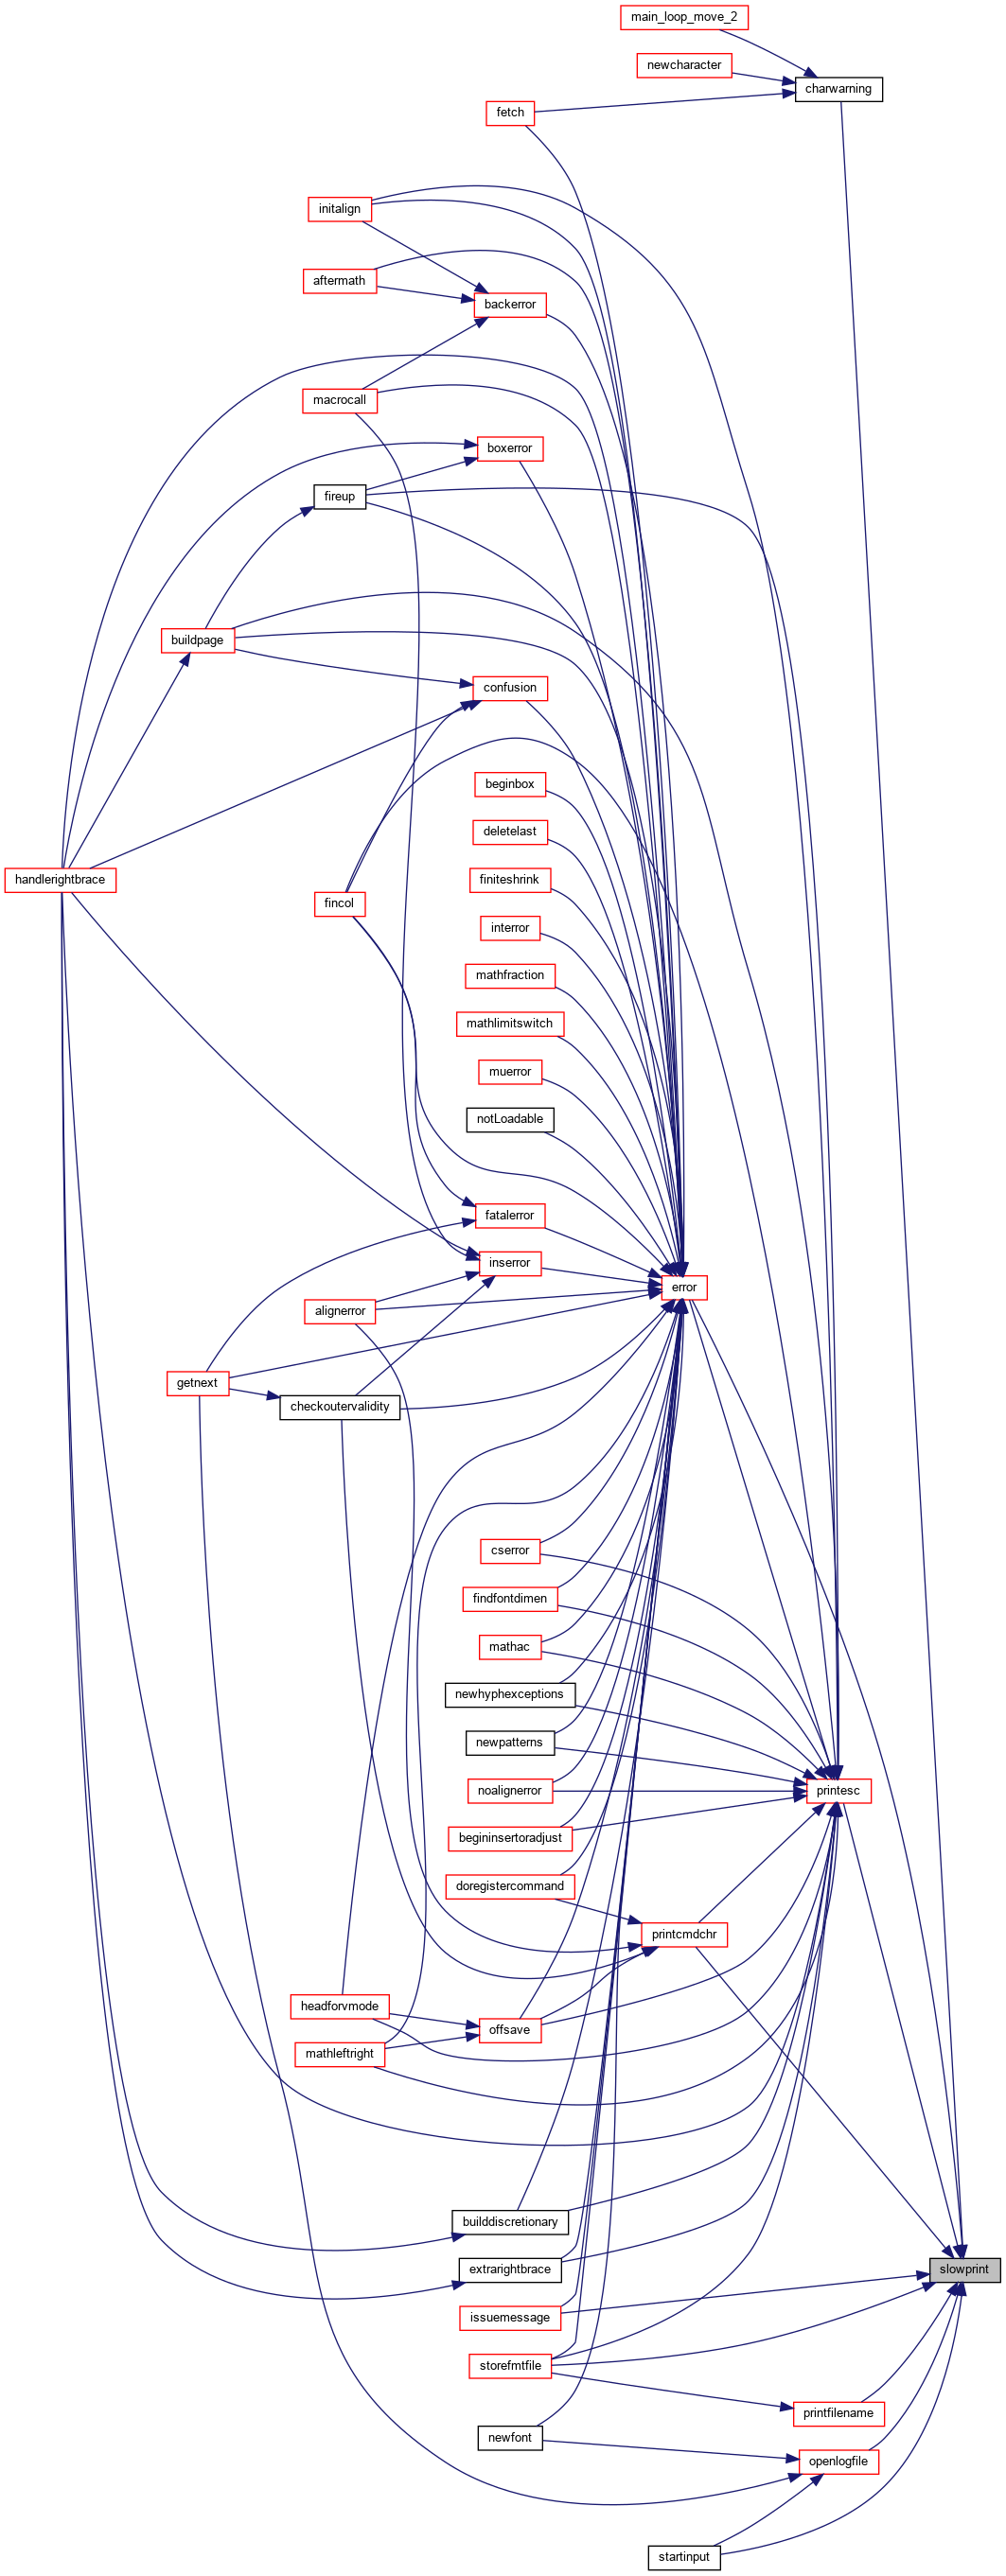 main_loop_move_2
newcharacter
charwarning
fetch
initalign
aftermath
backerror
macrocall
boxerror
fireup
buildpage
confusion
beginbox
deletelast
handlerightbrace
finiteshrink
fincol
interror
mathfraction
mathlimitswitch
muerror
notLoadable
fatalerror
inserror
error
alignerror
getnext
checkoutervalidity
cserror
findfontdimen
mathac
newhyphexceptions
newpatterns
noalignerror
printesc
begininsertoradjust
doregistercommand
printcmdchr
headforvmode
offsave
mathleftright
builddiscretionary
extrarightbrace
slowprint
issuemessage
storefmtfile
printfilename
newfont
openlogfile
startinput